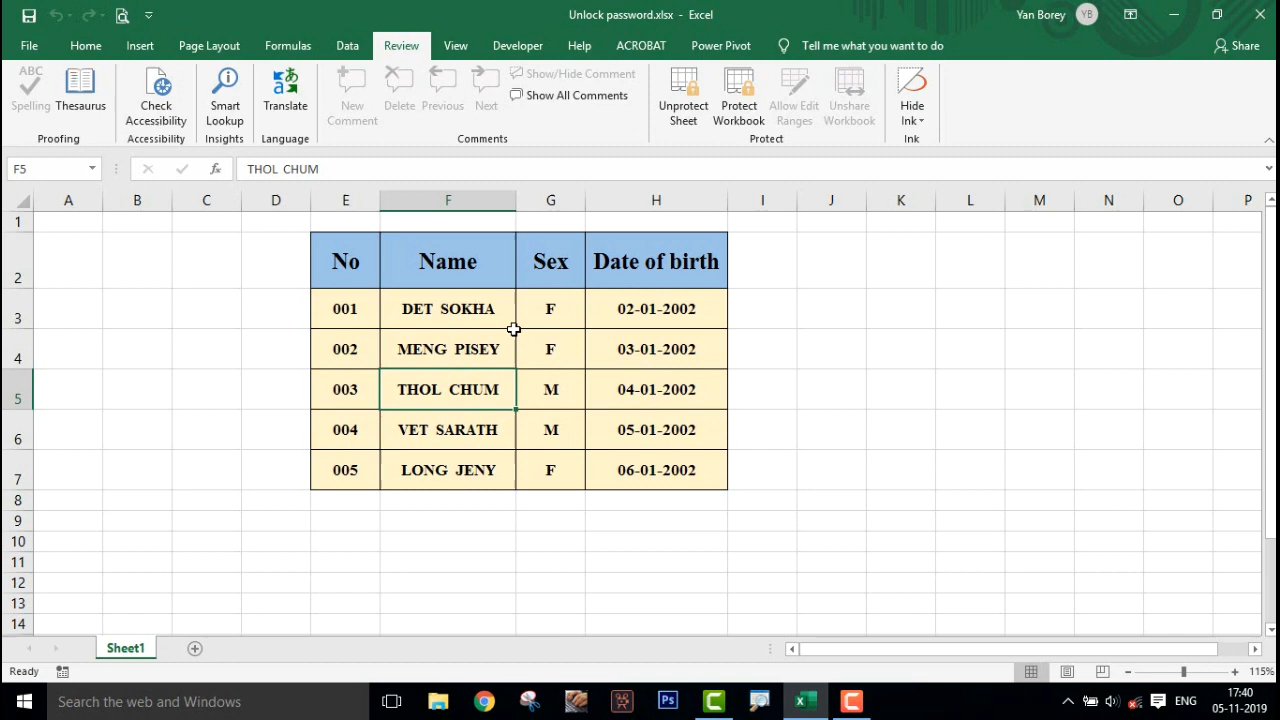 Unlock password.xlsx - Excel
Yan Borey YB
File Home Insert Page Layout Formulas Data Review View Developer Help ACROBAT Power Pivot Tell me what you want to do Share
ABC
Spelling
Thesaurus
Proofing
Check Accessibility
Accessibility
Smart Lookup
Insights
Translate
Language
New Comment
Delete
Previous
Next
Show/Hide Comment
Show All Comments
Comments
Unprotect Sheet
Protect Workbook
Allow Edit Ranges
Unshare Workbook
Protect
Hide Ink
Ink
F5 fx THOL CHUM
A B C D E F G H I J K L M N O P
1
2 No Name Sex Date of birth
3 001 DET SOKHA F 02-01-2002
4 002 MENG PISEY F 03-01-2002
5 003 THOL CHUM M 04-01-2002
6 004 VET SARATH M 05-01-2002
7 005 LONG JENY F 06-01-2002
8
9
10
11
12
13
14
Sheet1
Ready 115%
Search the web and Windows
Ps
ENG
17:40
05-11-2019